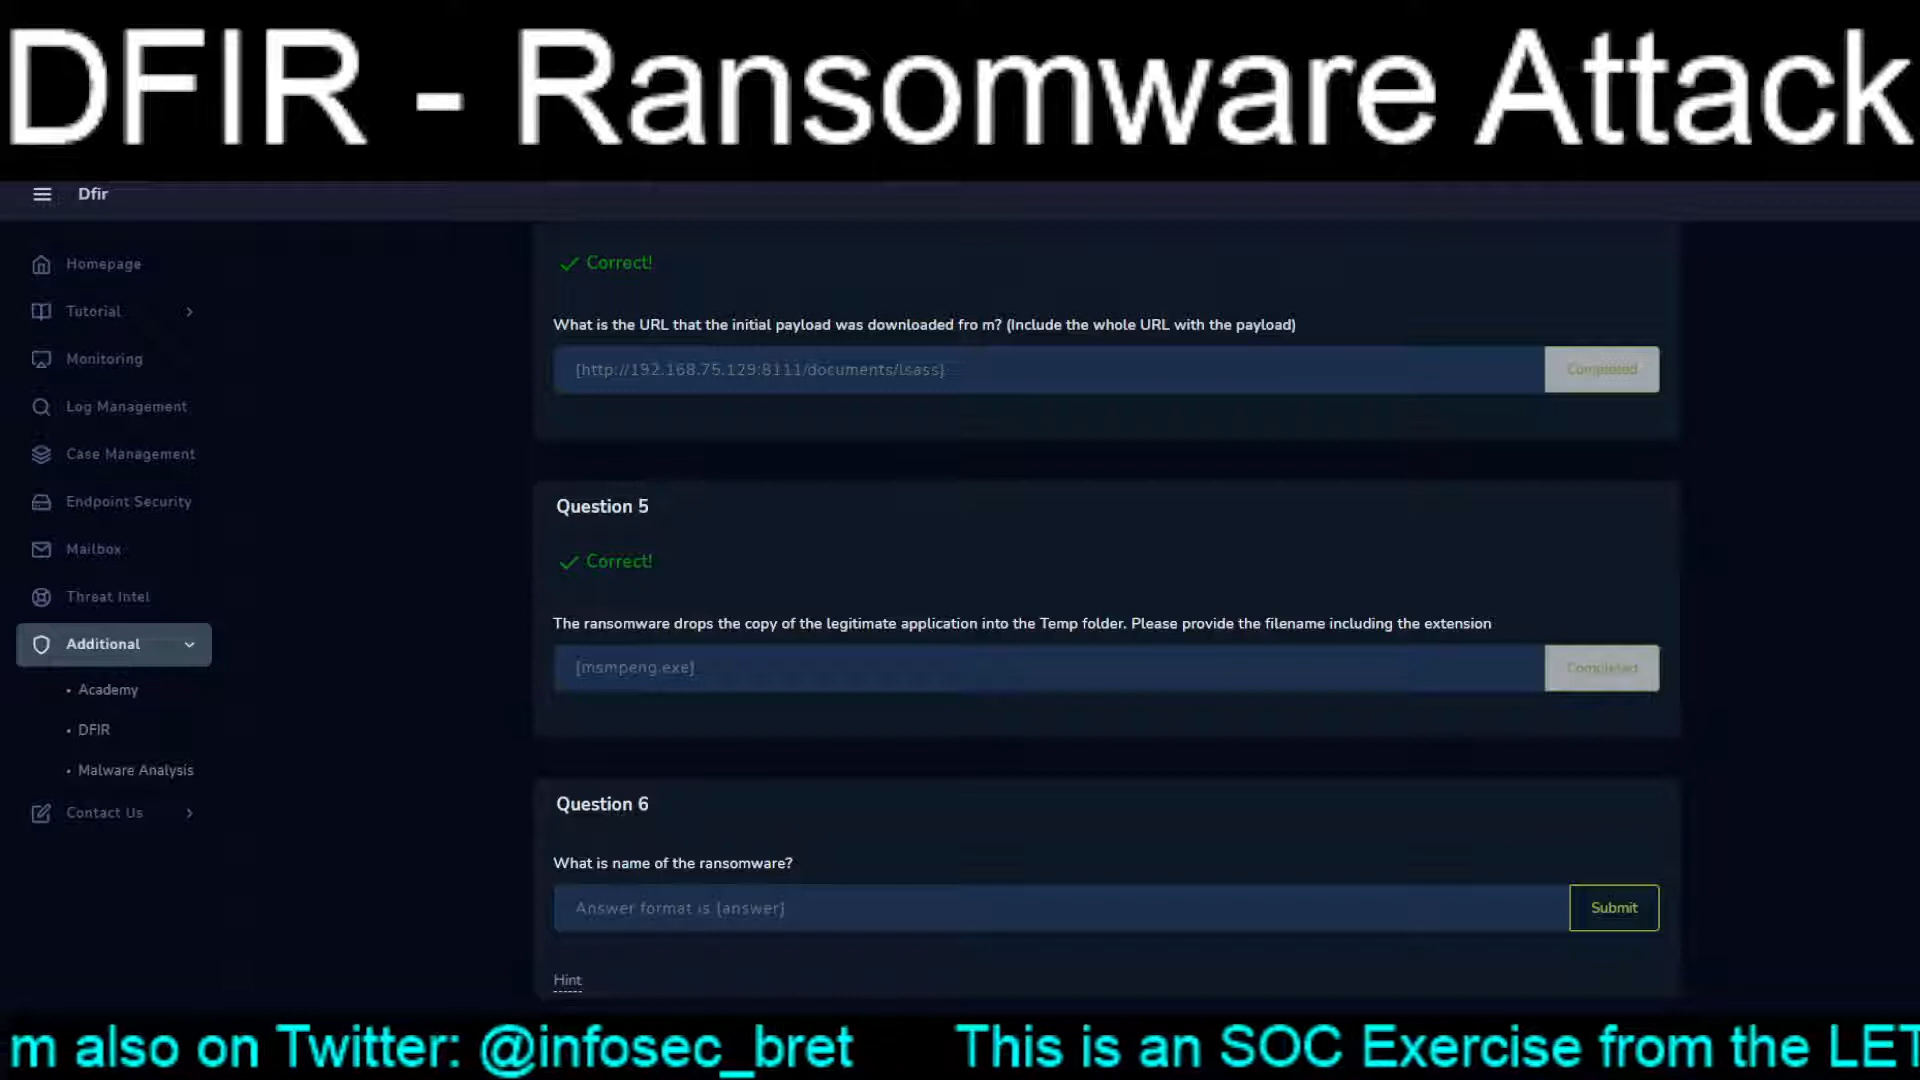 DFIR - Ransomware Attack
Dfir
Homepage
Tutorial
Monitoring
Log Management
Case Management
Endpoint Security
Mailbox
Threat Intel
Additional
• Academy
• DFIR
• Malware Analysis
Contact Us
Correct!
What is the URL that the initial payload was downloaded fro m? (Include the whole URL with the payload)
[http://192.168.75.129:8111/documents/lsass]
Completed
Question 5
Correct!
The ransomware drops the copy of the legitimate application into the Temp folder. Please provide the filename including the extension
[msmpeng.exe]
Completed
Question 6
What is name of the ransomware?
Answer format is [answer]
Submit
Hint
m also on Twitter: @infosec_bret This is an SOC Exercise from the LET